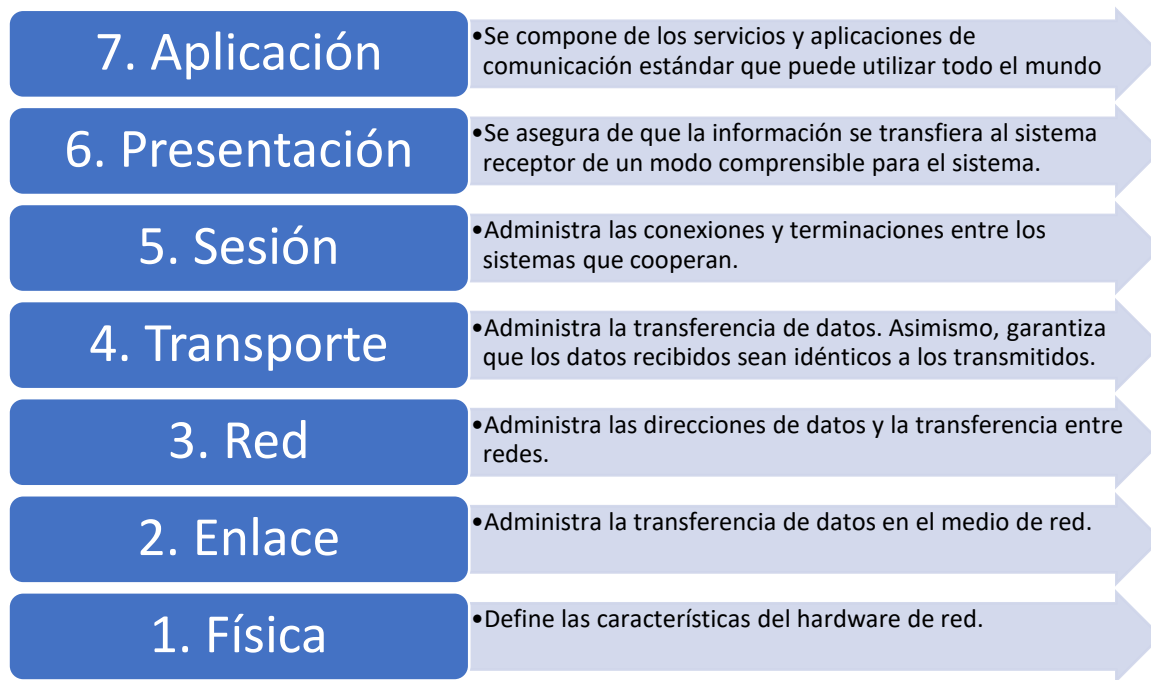 7. Aplicación
•Se compone de los servicios y aplicaciones de
comunicación estándar que puede utilizar todo el mundo
6. Presentación
•Se asegura de que la información se transfiera al sistema
receptor de un modo comprensible para el sistema.
5. Sesión
•Administra las conexiones y terminaciones entre los
sistemas que cooperan.
4. Transporte
•Administra la transferencia de datos. Asimismo, garantiza
que los datos recibidos sean idénticos a los transmitidos.
3. Red
•Administra las direcciones de datos y la transferencia entre
redes.
2. Enlace
•Administra la transferencia de datos en el medio de red.
1. Física
•Define las características del hardware de red.